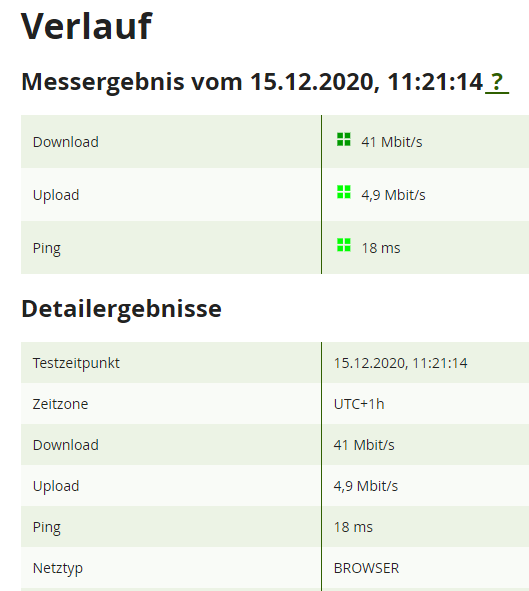 Verlauf
Messergebnis vom 15.12.2020, 11:21:14 ?
Download 41 Mbit/s
Upload 4,9 Mbit/s
Ping 18 ms
Detailergebnisse
Testzeitpunkt 15.12.2020, 11:21:14
Zeitzone UTC+1h
Download 41 Mbit/s
Upload 4,9 Mbit/s
Ping 18 ms
Netztyp BROWSER